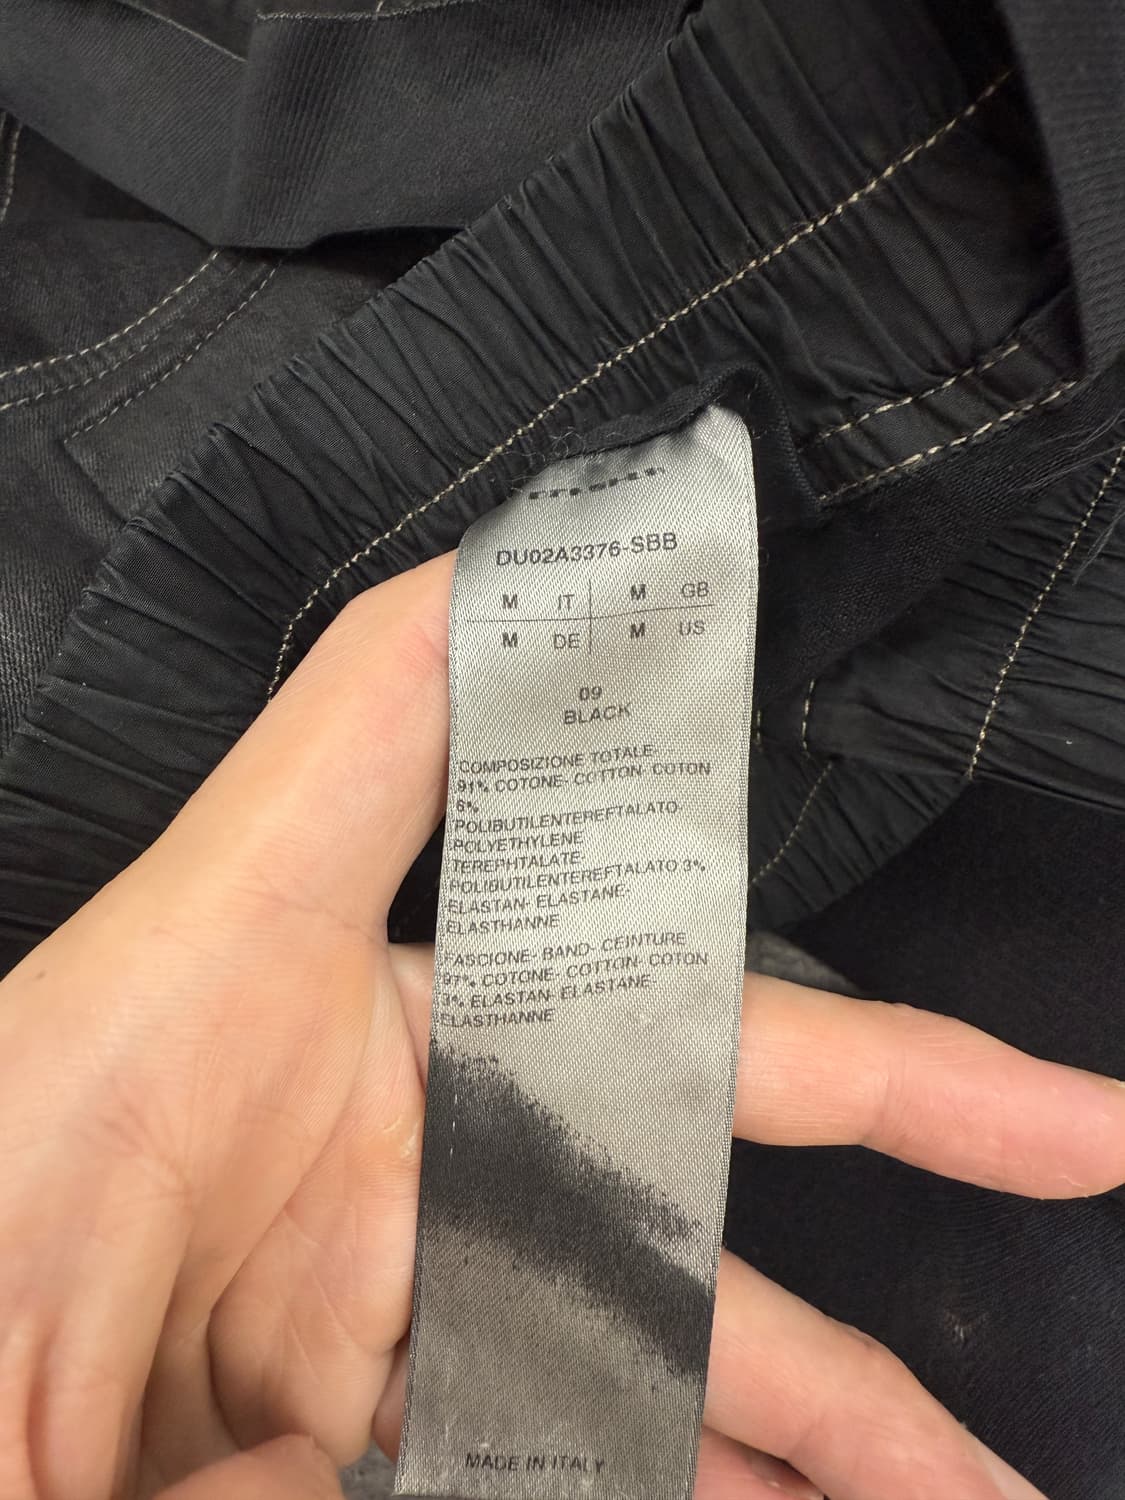 DU02A3376-SBB
M IT M GB
M DE M US
09
BLACK
COMPOSIZIONE TOTALE:
91% COTONE- COTTON- COTON
6%
POLIBUTILENTEREFTALATO-
POLYETHYLENE
TEREPHTALATE-
POLIBUTILENTEREFTALATO 3%
ELASTAN- ELASTANE-
ELASTHANNE
FASCIONE- BAND- CEINTURE
97% COTONE- COTTON- COTON
3% ELASTAN- ELASTANE-
ELASTHANNE
MADE IN ITALY